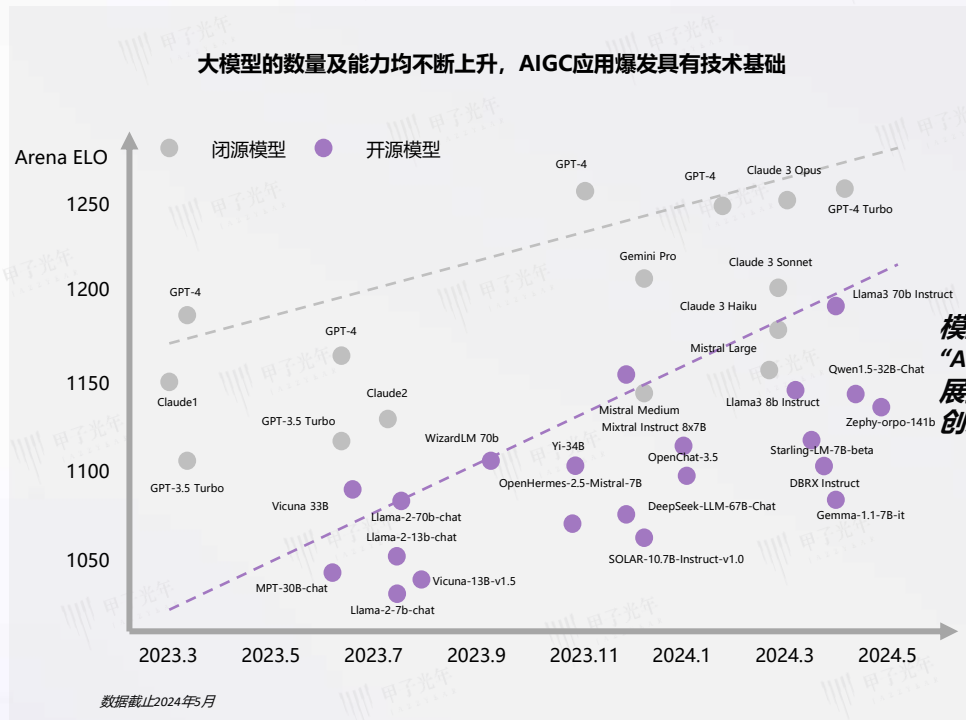 大模型的数量及能力均不断上升，AIGC应用爆发具有技术基础
Arena ELO
闭源模型
开源模型
1250
1200
1150
1100
1050
GPT-4
GPT-4
Claude 3 Opus
GPT-4 Turbo
Gemini Pro
Claude 3 Sonnet
GPT-4
Claude 3 Haiku
Llama3 70b Instruct
GPT-4
Mistral Large
Claude1
Claude2
Qwen1.5-32B-Chat
Mistral Medium
Llama3 8b Instruct
GPT-3.5 Turbo
Mixtral Instruct 8x7B
Zephy-orpo-141b
WizardLM 70b
Yi-34B
OpenChat-3.5
Starling-LM-7B-beta
GPT-3.5 Turbo
OpenHermes-2.5-Mistral-7B
DBRX Instruct
Vicuna 33B
DeepSeek-LLM-67B-Chat
Gemma-1.1-7B-it
Llama-2-70b-chat
Llama-2-13b-chat
SOLAR-10.7B-Instruct-v1.0
MPT-30B-chat
Vicuna-13B-v1.5
Llama-2-7b-chat
模
“A
展
创
2023.3
2023.5
2023.7
2023.9
2023.11
2024.1
2024.3
2024.5
数据截止2024年5月
甲子光年